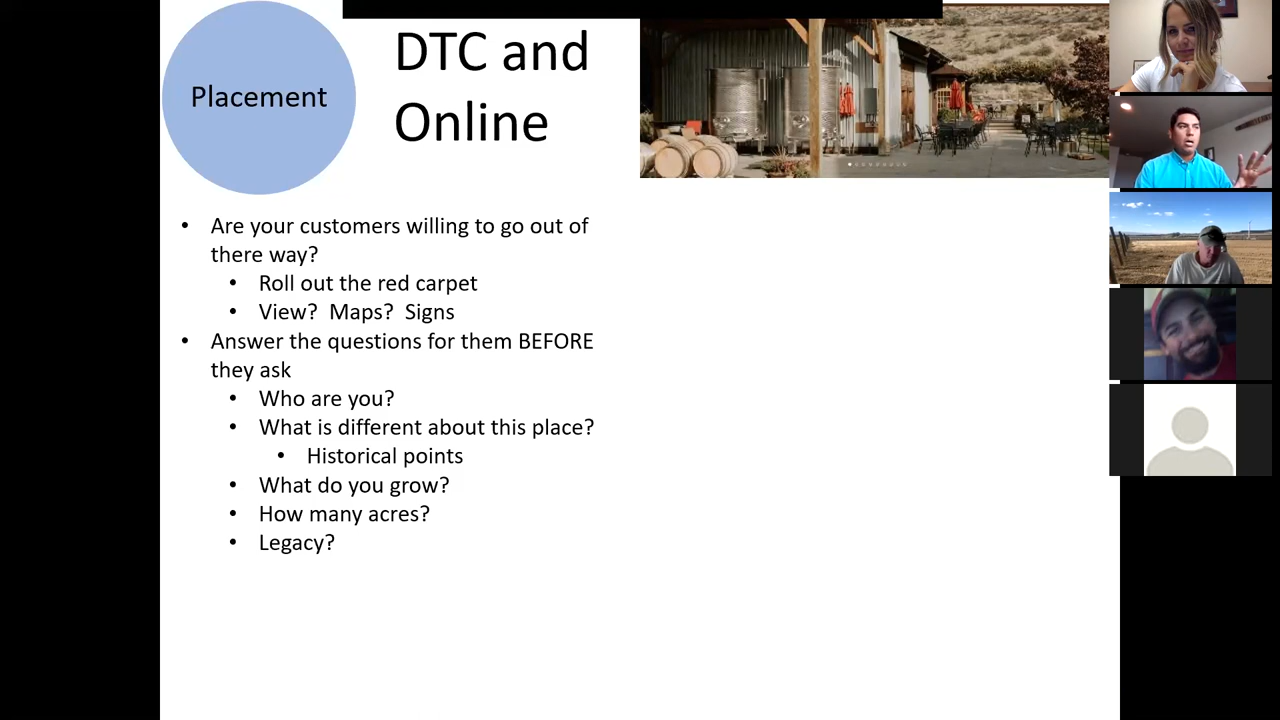 Placement
DTC and
Online
• Are your customers willing to go out of
there way?
• Roll out the red carpet
• View? Maps? Signs
• Answer the questions for them BEFORE
they ask
• Who are you?
• What is different about this place?
• Historical points
• What do you grow?
• How many acres?
• Legacy?